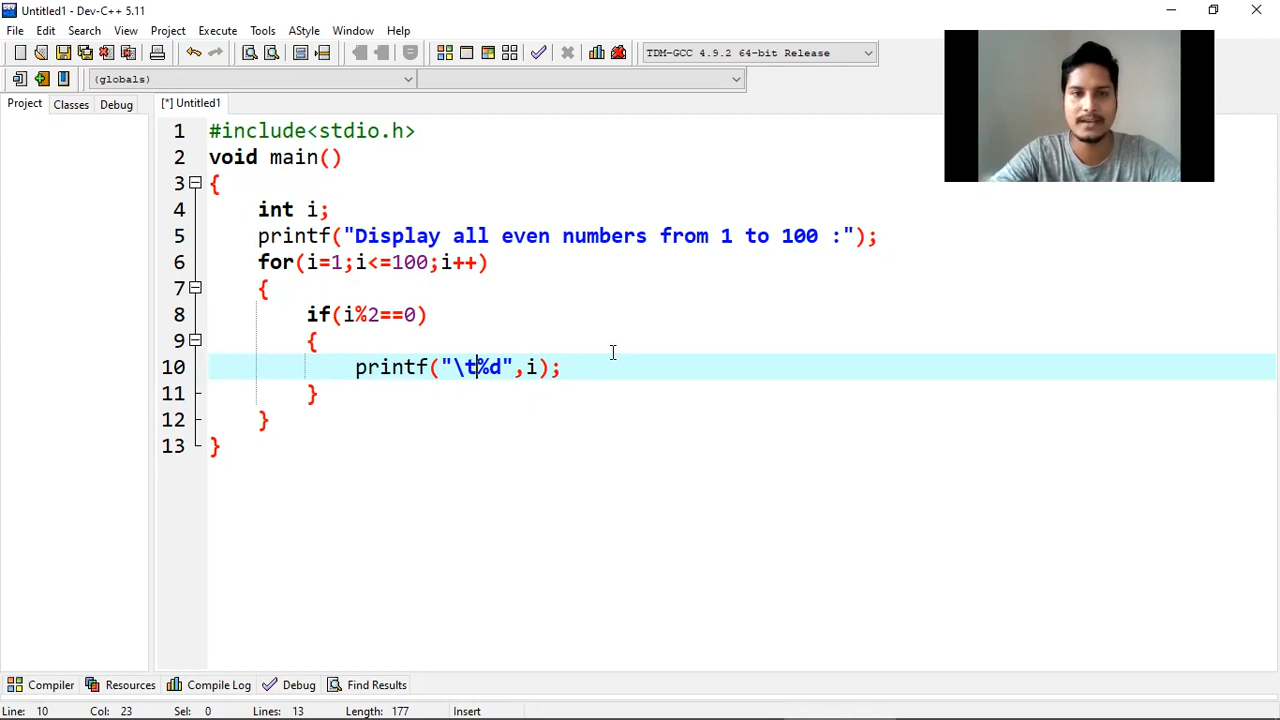 Untitled1 - Dev-C++ 5.11
File Edit Search View Project Execute Tools AStyle Window Help
TDM-GCC 4.9.2 64-bit Release
(globals)
Project Classes Debug [*] Untitled1
1 #include<stdio.h>
2 void main()
3 {
4 int i;
5 printf("Display all even numbers from 1 to 100 :");
6 for(i=1;i<=100;i++)
7 {
8 if(i%2==0)
9 {
10 printf("\t%d",i);
11 }
12 }
13 }
Compiler Resources Compile Log Debug Find Results
Line: 10 Col: 23 Sel: 0 Lines: 13 Length: 177 Insert